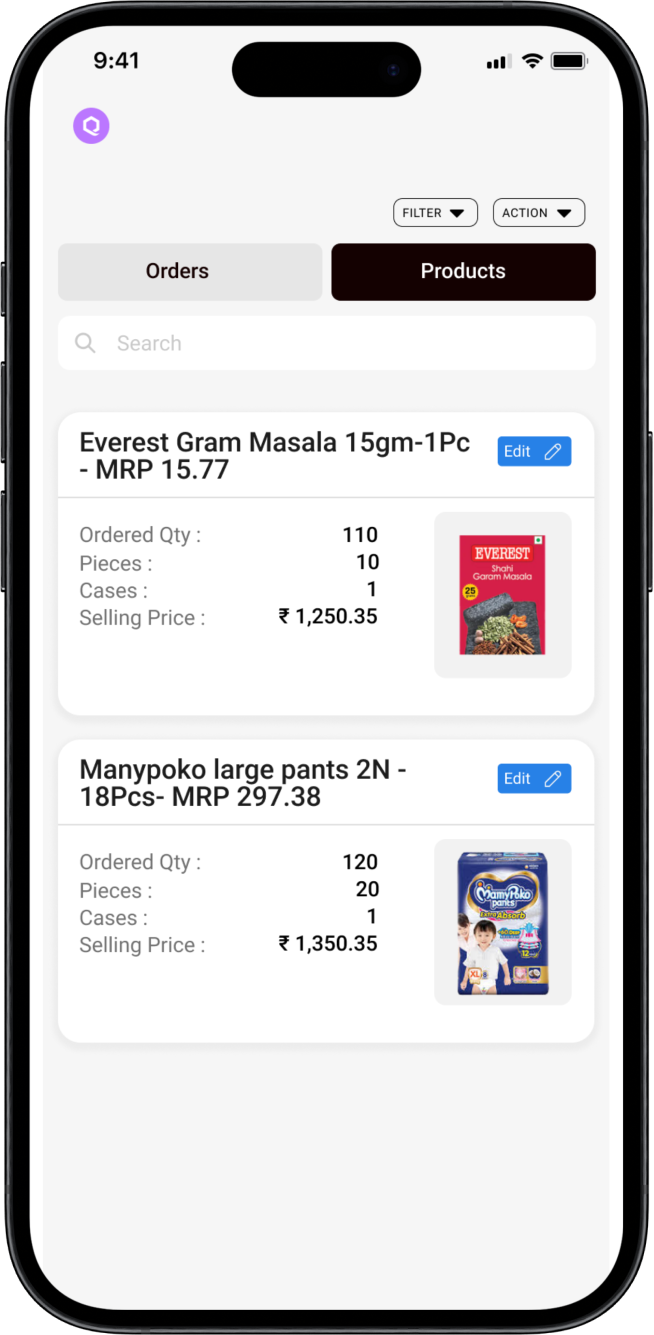 9:41
FILTER
ACTION
Orders
Products
Search
Everest Gram Masala 15gm-1Pc
- MRP 15.77
Edit
Ordered Qty : 110
Pieces : 10
Cases : 1
Selling Price : ₹ 1,250.35
EVEREST
Shahi
Garam Masala
25
Manypoko large pants 2N -
18Pcs- MRP 297.38
Edit
Ordered Qty : 120
Pieces : 20
Cases : 1
Selling Price : ₹ 1,350.35
MamyPoko
pants
Extra Absorb
12
XL